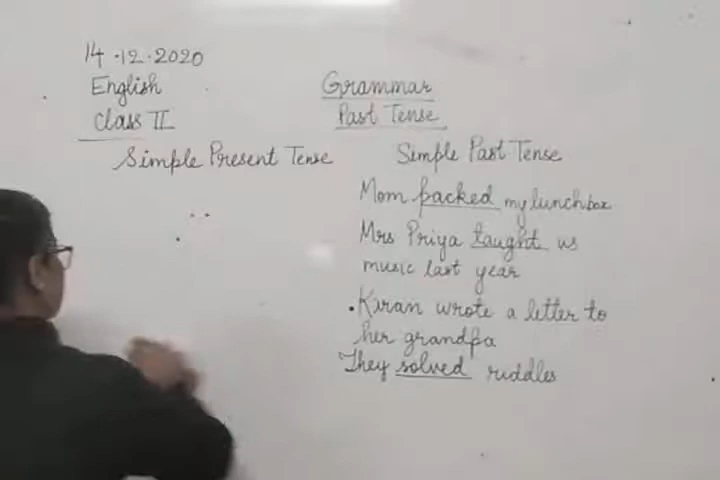 14.12.2020
English
Class II
Grammar
Past Tense
Simple Present Tense
Simple Past Tense
Mom packed my lunchbox
Mrs Priya taught us
music last year
.Kiran wrote a letter to
her grandpa
They solved riddles